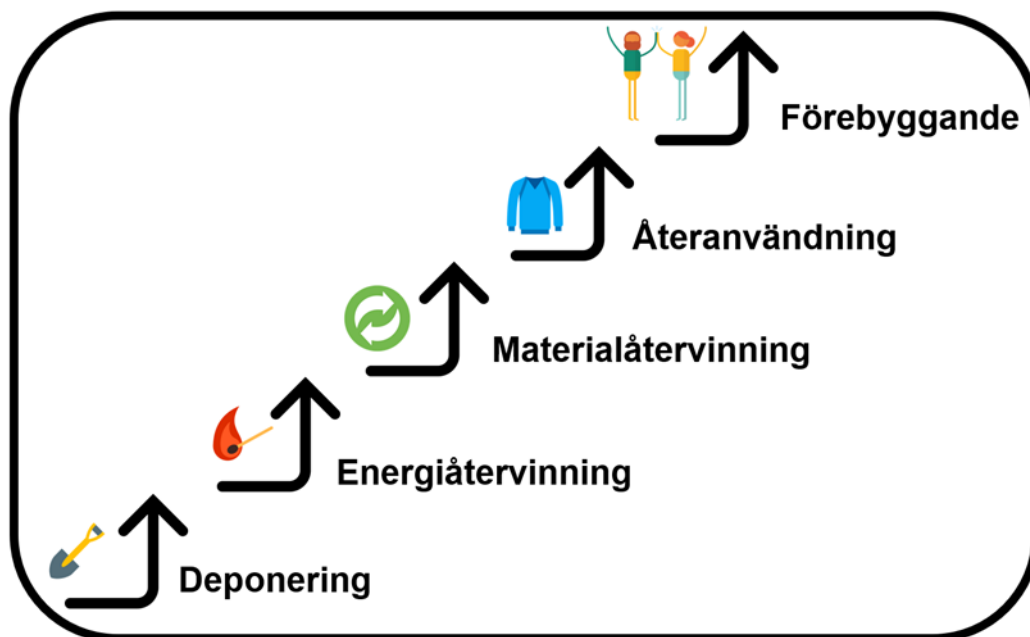 Förebyggande
Återanvändning
Materialåtervinning
Energiåtervinning
Deponering